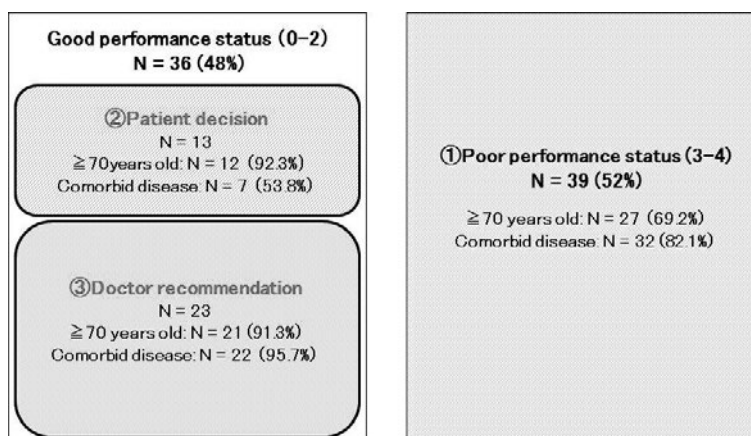 Good performance status (0-2)
N = 36 (48%)
②Patient decision
N = 13
≧70years old: N = 12 (92.3%)
Comorbid disease: N = 7 (53.8%)
③Doctor recommendation
N = 23
≧70 years old: N = 21 (91.3%)
Comorbid disease: N = 22 (95.7%)
①Poor performance status (3-4)
N = 39 (52%)
≧70 years old: N = 27 (69.2%)
Comorbid disease: N = 32 (82.1%)